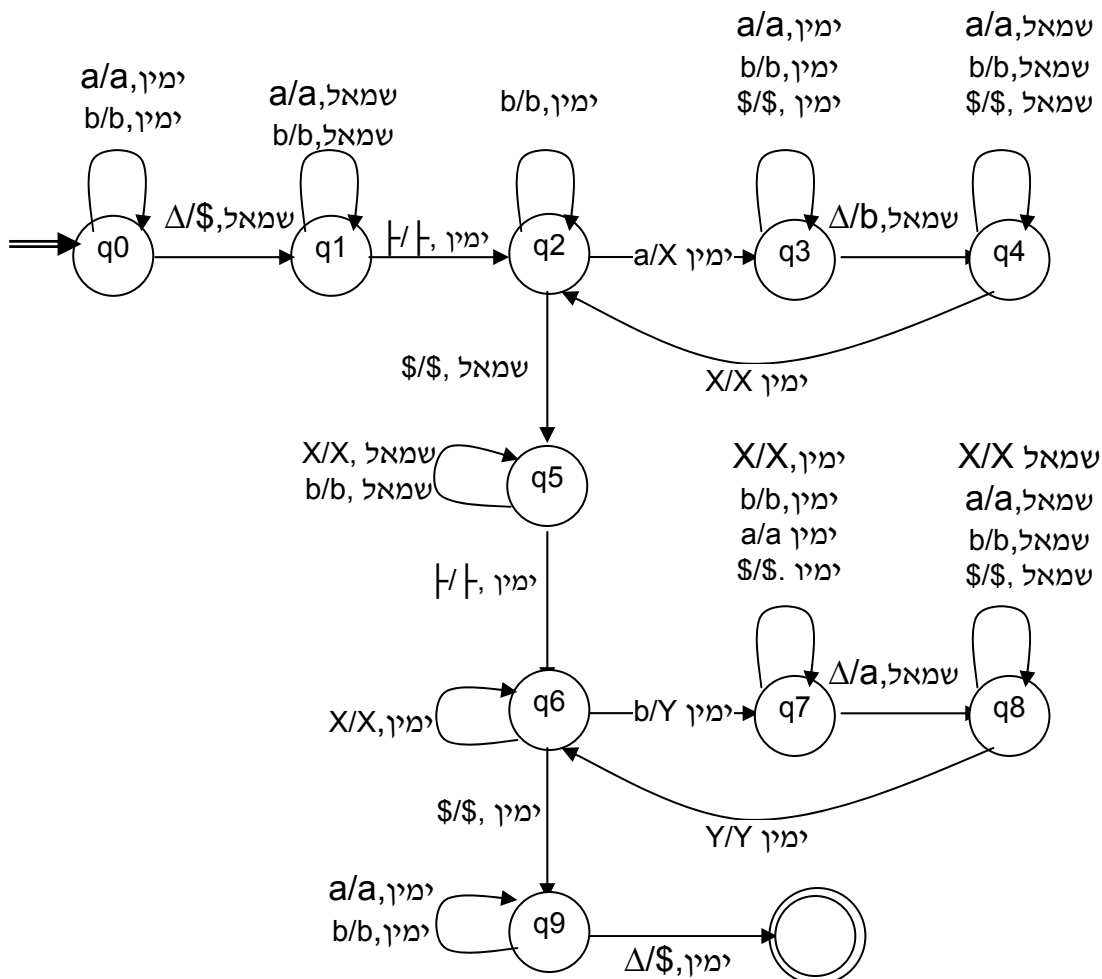 a/a,ימין
b/b,ימין
a/a,שמאל
b/b,שמאל
b/b,ימין
a/a,ימין
b/b,ימין
$/$, ימין
a/a,שמאל
b/b,שמאל
$/$, שמאל
q0
Δ/$,שמאל
q1
├/├, ימין
q2
a/X ימין
q3
Δ/b,שמאל
q4
X/X ימין
$/$, שמאל
X/X, שמאל
b/b, שמאל
q5
├/├, ימין
X/X,ימין
b/b,ימין
a/a ימין
$/$. ימיו
X/X שמאל
a/a,שמאל
b/b,שמאל
$/$, שמאל
X/X,ימין
q6
b/Y ימין
q7
Δ/a,שמאל
q8
Y/Y ימין
$/$, ימין
a/a,ימין
b/b,ימין
q9
Δ/$,ימין